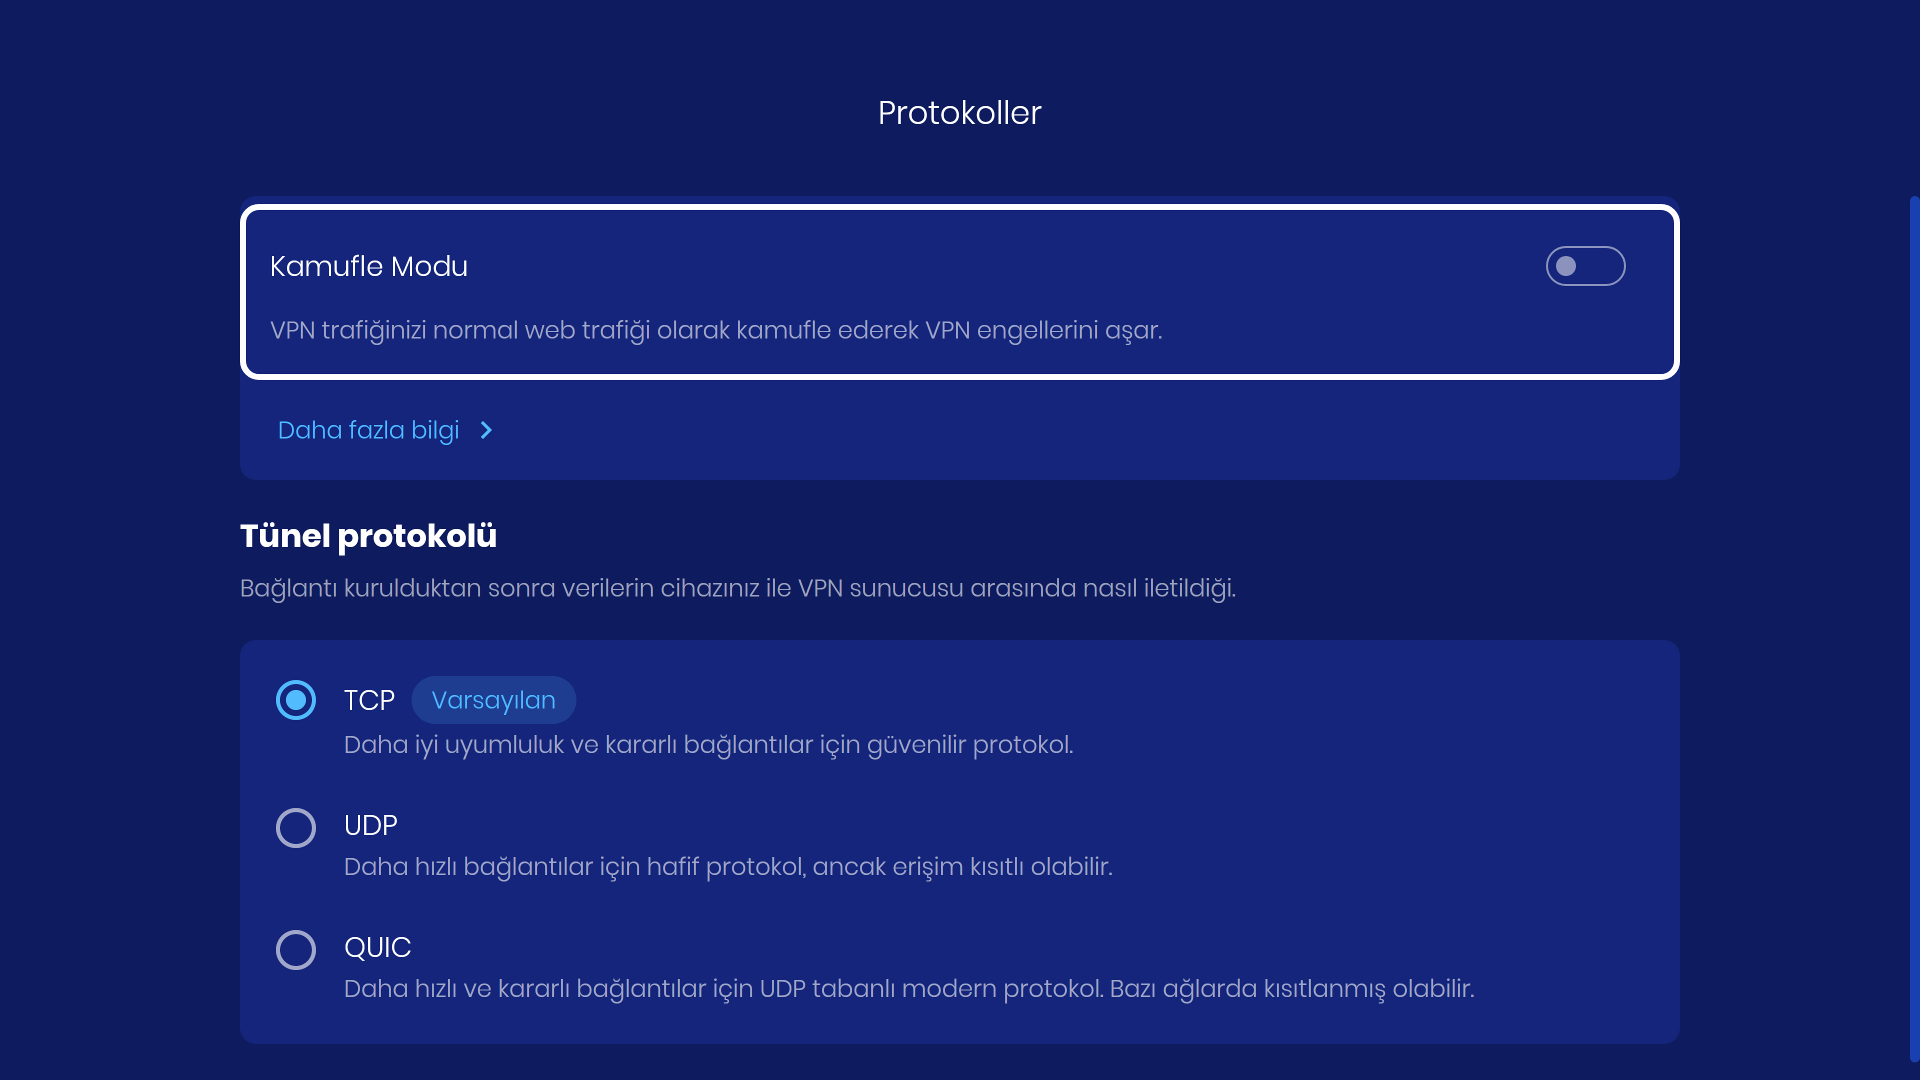 Protokoller
Kamufle Modu
VPN trafiğinizi normal web trafiği olarak kamufle ederek VPN engellerini aşar.
Daha fazla bilgi
Tünel protokolü
Bağlantı kurulduktan sonra verilerin cihazınız ile VPN sunucusu arasında nasıl iletildiği.
TCP Varsayılan
Daha iyi uyumluluk ve kararlı bağlantılar için güvenilir protokol.
UDP
Daha hızlı bağlantılar için hafif protokol, ancak erişim kısıtlı olabilir.
QUIC
Daha hızlı ve kararlı bağlantılar için UDP tabanlı modern protokol. Bazı ağlarda kısıtlanmış olabilir.